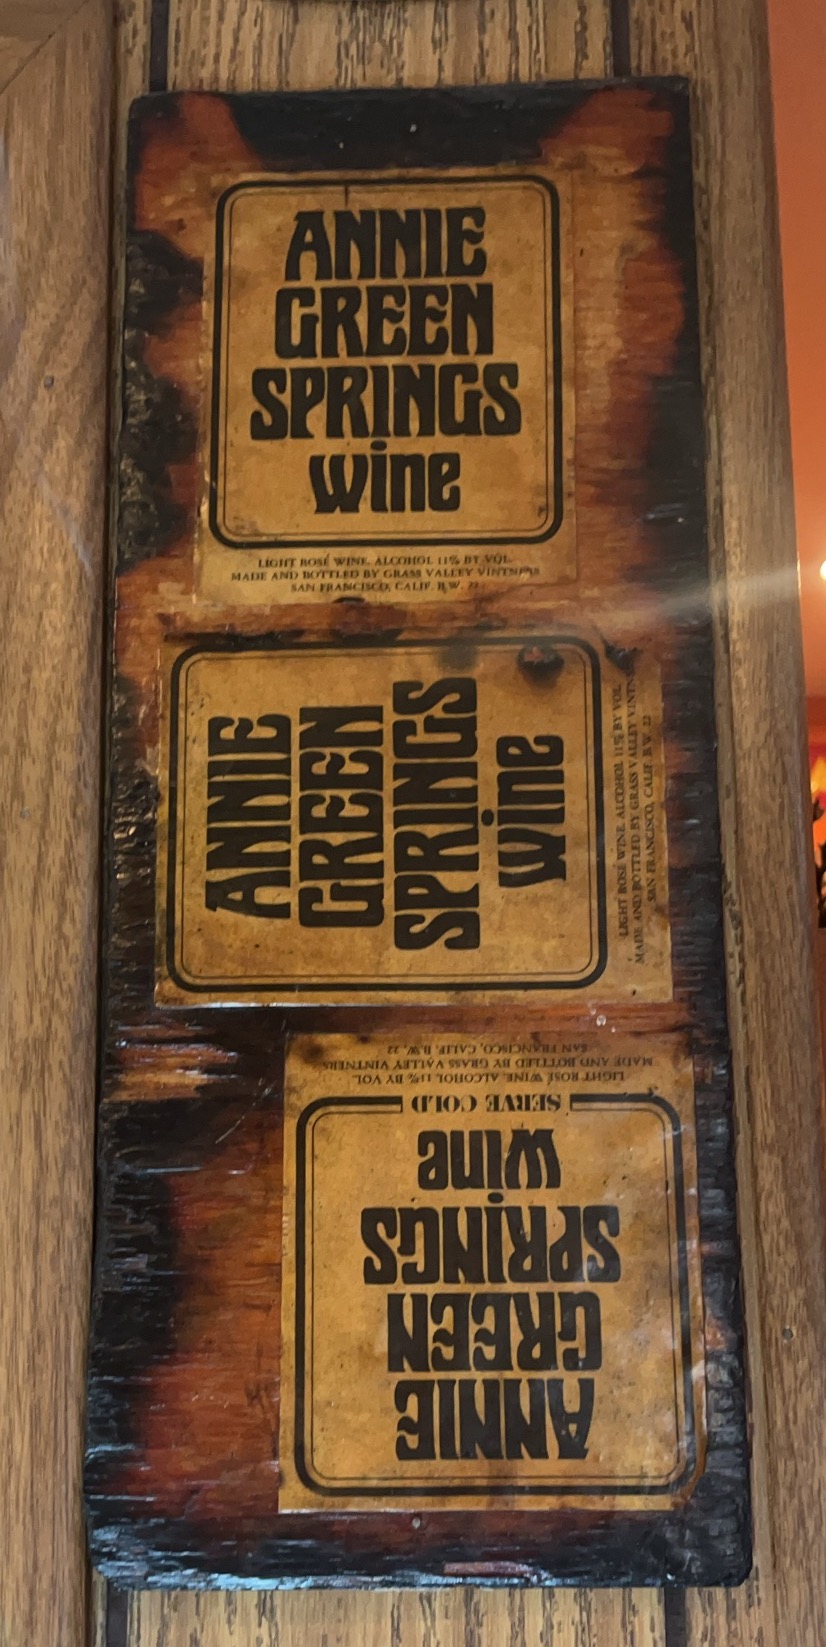 ANNIE
GREEN
SPRINGS
wine
LIGHT ROSÉ WINE. ALCOHOL 11% BY VOL.
MADE AND BOTTLED BY GRASS VALLEY VINTNERS
SAN FRANCISCO, CALIF. B.W. 22
ANNIE
GREEN
SPRINGS
wine
LIGHT ROSÉ WINE. ALCOHOL 11% BY VOL.
MADE AND BOTTLED BY GRASS VALLEY VINTNERS
SAN FRANCISCO, CALIF. B.W. 22
ANNIE
GREEN
SPRINGS
wine
SERVE COLD
LIGHT ROSÉ WINE. ALCOHOL 11% BY VOL.
MADE AND BOTTLED BY GRASS VALLEY VINTNERS
SAN FRANCISCO, CALIF. B.W. 22